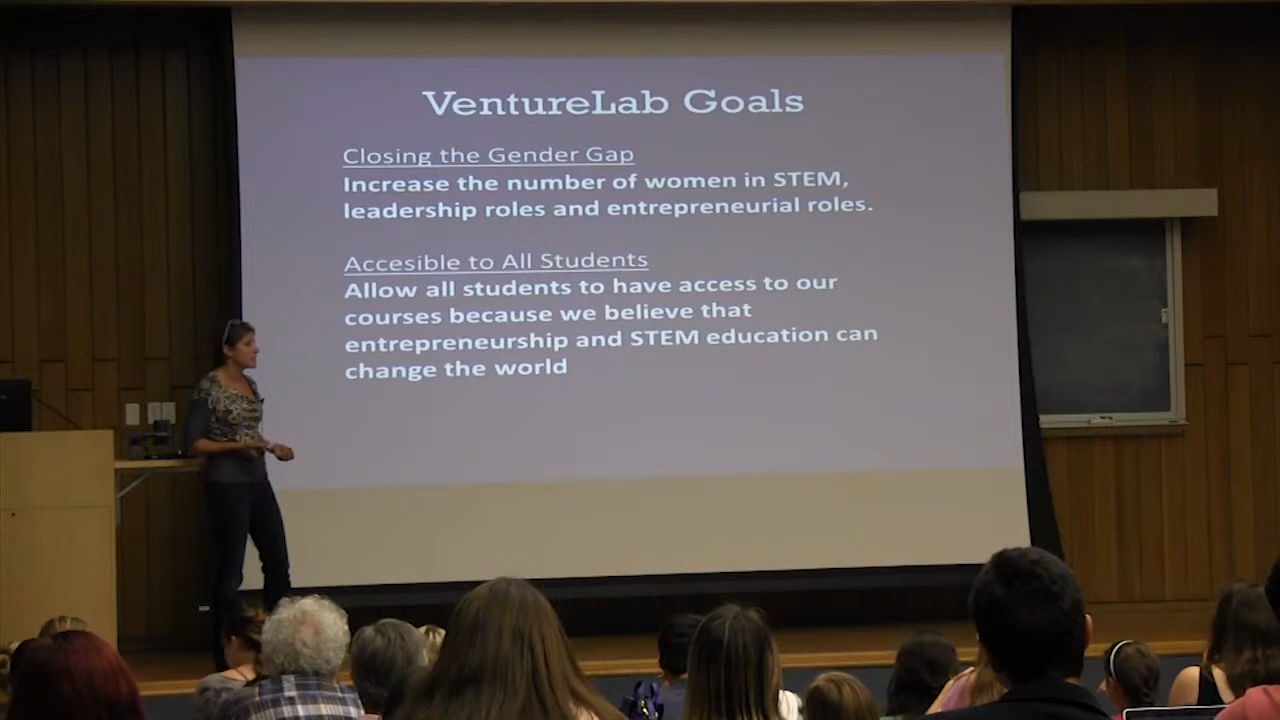 VentureLab Goals
Closing the Gender Gap
Increase the number of women in STEM,
leadership roles and entrepreneurial roles.
Accesible to All Students
Allow all students to have access to our
courses because we believe that
entrepreneurship and STEM education can
change the world